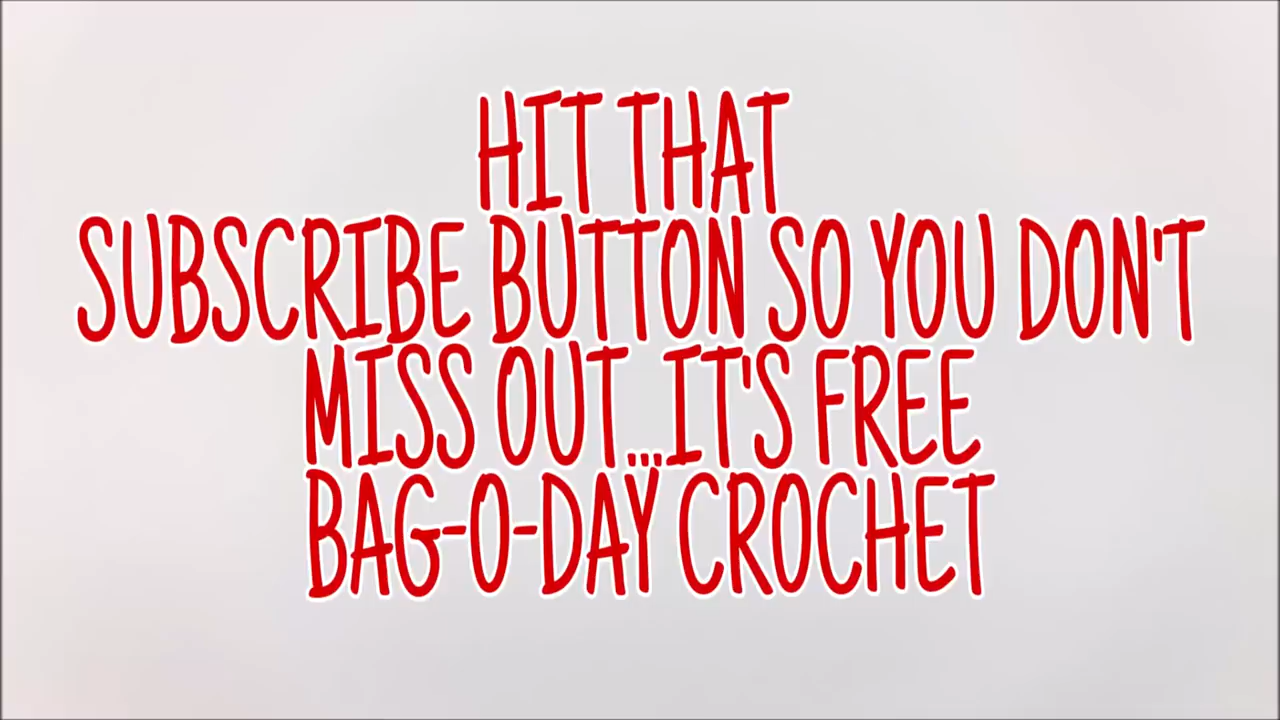 HIT THAT
SUBSCRIBE BUTTON SO YOU DON'T
MISS OUT...IT'S FREE
BAG-O-DAY CROCHET